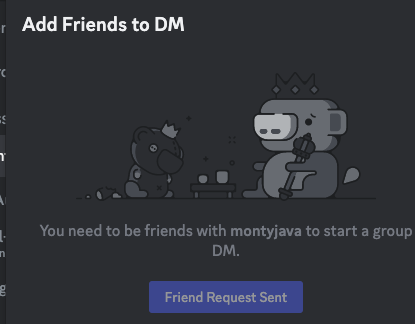 Add Friends to DM
You need to be friends with montyjava to start a group
DM.
Friend Request Sent